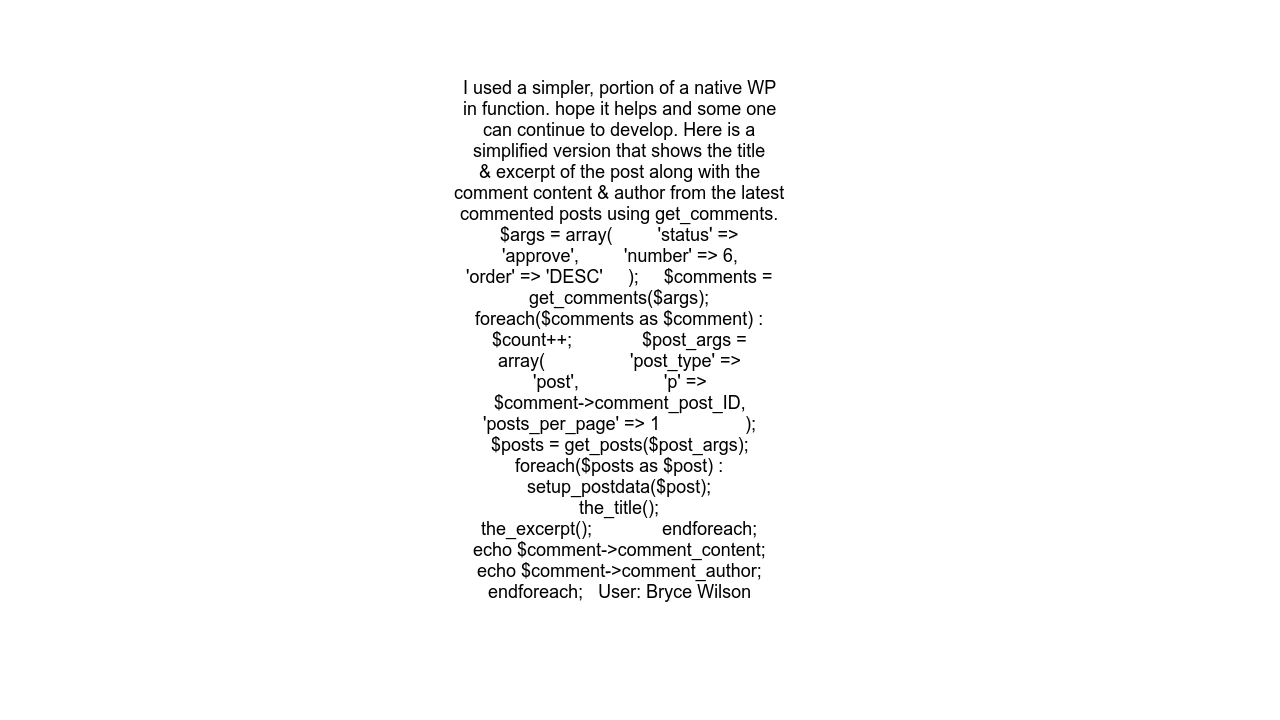 I used a simpler, portion of a native WP
in function. hope it helps and some one
can continue to develop. Here is a
simplified version that shows the title
& excerpt of the post along with the
comment content & author from the latest
commented posts using get_comments.
$args = array(         'status' =>
'approve',         'number' => 6,
'order' => 'DESC'     );     $comments =
get_comments($args);
foreach($comments as $comment) :
$count++;              $post_args =
array(                 'post_type' =>
'post',                 'p' =>
$comment->comment_post_ID,
'posts_per_page' => 1                 );
$posts = get_posts($post_args);
foreach($posts as $post) :
setup_postdata($post);
the_title();
the_excerpt();              endforeach;
echo $comment->comment_content;
echo $comment->comment_author;
endforeach;   User: Bryce Wilson